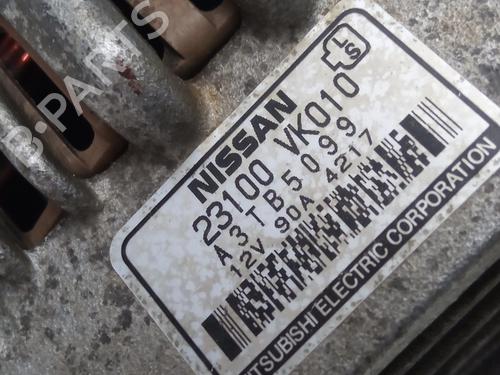 NISSAN
23100 VK010
A3TB5099
12V 90A 4217
MITSUBISHI ELECTRIC CORPORATION
LS
B-PARTS